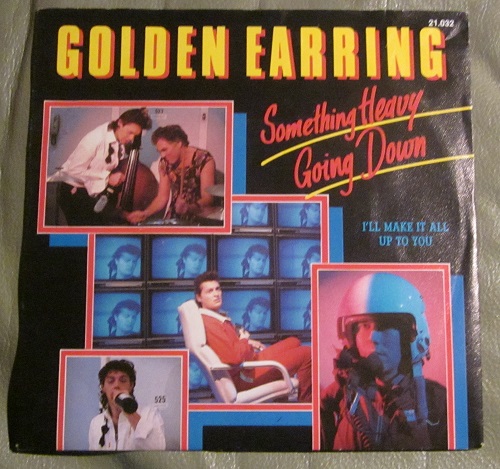 21.032
GOLDEN EARRING
Something Heavy
Going Down
I'LL MAKE IT ALL
UP TO YOU
525